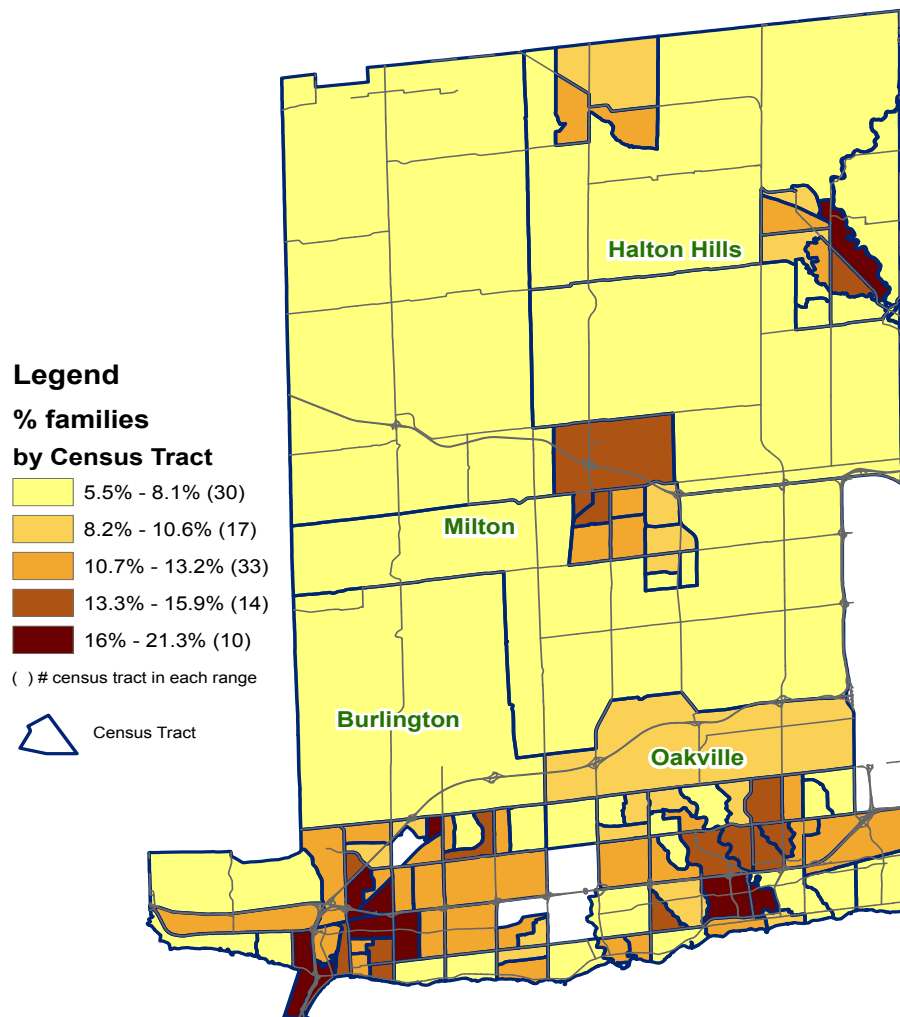 Halton Hills
Legend
% families
by Census Tract
5.5% - 8.1% (30)
8.2% - 10.6% (17)
Milton
10.7% - 13.2% (33)
13.3% - 15.9% (14)
16% - 21.3% (10)
( ) # census tract in each range
Burlington
Census Tract
Oakville